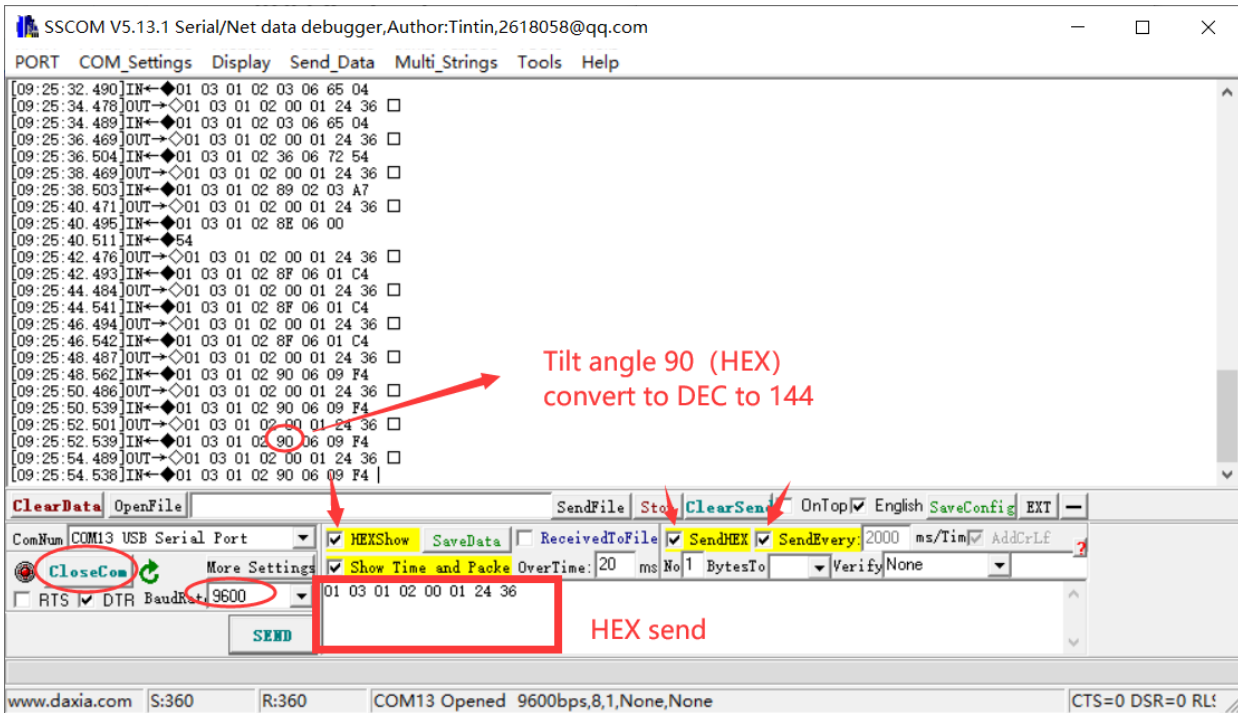 SSCOM V5.13.1 Serial/Net data debugger,Author:Tintin,2618058@qq.com
PORT COM_Settings Display Send_Data Multi_Strings Tools Help
[09:25:32.490]IN←◆01 03 01 02 03 06 65 04
[09:25:34.478]OUT→◇01 03 01 02 00 01 24 36 □
[09:25:34.489]IN←◆01 03 01 02 03 06 65 04
[09:25:36.469]OUT→◇01 03 01 02 00 01 24 36 □
[09:25:36.504]IN←◆01 03 01 02 36 06 72 54
[09:25:38.469]OUT→◇01 03 01 02 00 01 24 36 □
[09:25:38.503]IN←◆01 03 01 02 89 02 03 A7
[09:25:40.471]OUT→◇01 03 01 02 00 01 24 36 □
[09:25:40.495]IN←◆01 03 01 02 8E 06 00
[09:25:40.511]IN←◆54
[09:25:42.476]OUT→◇01 03 01 02 00 01 24 36 □
[09:25:42.493]IN←◆01 03 01 02 8F 06 01 C4
[09:25:44.484]OUT→◇01 03 01 02 00 01 24 36 □
[09:25:44.541]IN←◆01 03 01 02 8F 06 01 C4
[09:25:46.494]OUT→◇01 03 01 02 00 01 24 36 □
[09:25:46.542]IN←◆01 03 01 02 8F 06 01 C4
[09:25:48.487]OUT→◇01 03 01 02 00 01 24 36 □
[09:25:48.562]IN←◆01 03 01 02 90 06 09 F4
[09:25:50.486]OUT→◇01 03 01 02 00 01 24 36 □
[09:25:50.539]IN←◆01 03 01 02 90 06 09 F4
[09:25:52.501]OUT→◇01 03 01 02 00 01 24 36 □
[09:25:52.539]IN←◆01 03 01 02 90 06 09 F4
[09:25:54.489]OUT→◇01 03 01 02 00 01 24 36 □
[09:25:54.538]IN←◆01 03 01 02 90 06 09 F4
Tilt angle 90（HEX）
convert to DEC to 144
ClearData OpenFile SendFile Stop ClearSend OnTop English SaveConfig EXT —
ComNum COM13 USB Serial Port HEXShow SaveData ReceivedToFile SendHEX SendEvery: 2000 ms/Tim AddCrLf ?
CloseCom More Settings Show Time and Packe OverTime: 20 ms No 1 BytesTo Verify None
RTS DTR BaudRat 9600
01 03 01 02 00 01 24 36
SEND
HEX send
www.daxia.com S:360 R:360 COM13 Opened 9600bps,8,1,None,None CTS=0 DSR=0